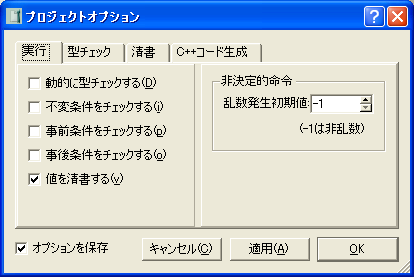 プロジェクトオプション
実行 型チェック 清書 C++コード生成
動的に型チェックする(D)
不変条件をチェックする(I)
事前条件をチェックする(p)
事後条件をチェックする(o)
値を清書する(v)
非決定的命令
乱数発生初期値: -1
(-1は非乱数)
オプションを保存 キャンセル(C) 適用(A) OK